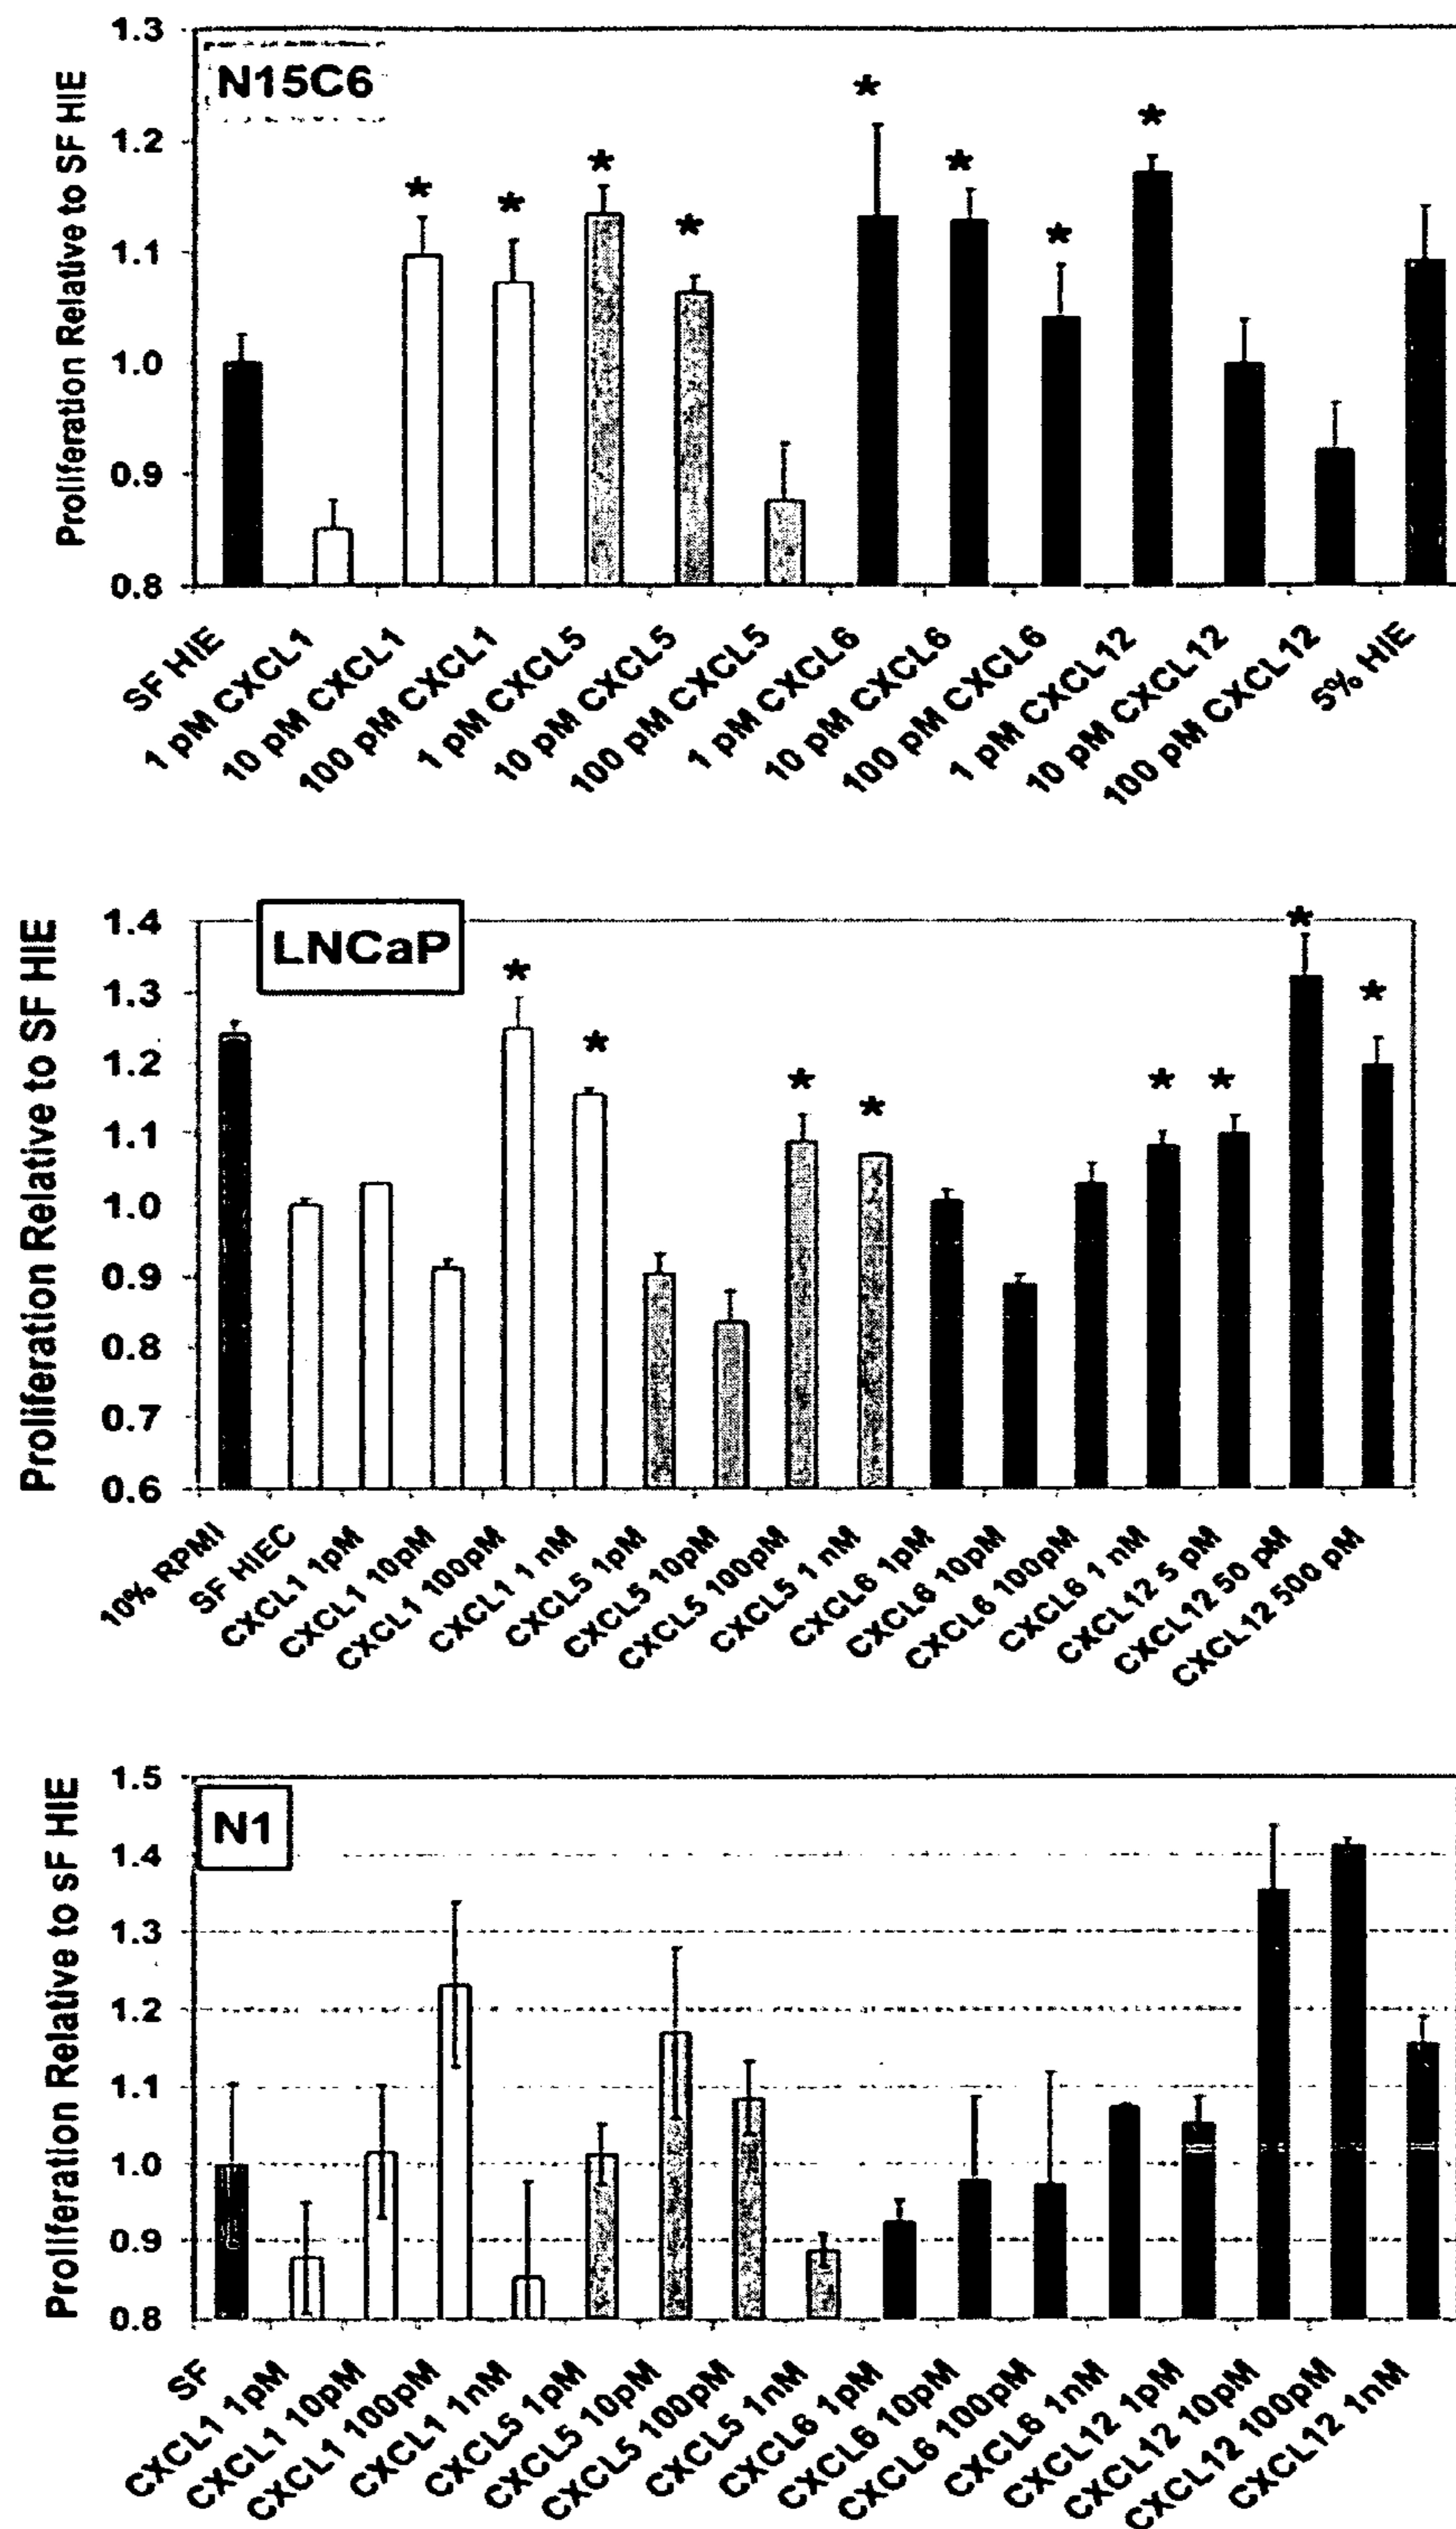 N15C6
Proliferation Relative to SF HIE
1.3
1.2
1.1
1.0
0.9
0.8
* * * * * * * *
SF HIE
1 pM CXCL1
10 pM CXCL1
100 pM CXCL1
1 pM CXCL5
10 pM CXCL5
100 pM CXCL5
1 pM CXCL6
10 pM CXCL6
100 pM CXCL6
1 pM CXCL12
10 pM CXCL12
100 pM CXCL12
5% HIE
LNCaP
Proliferation Relative to SF HIE
1.4
1.3
1.2
1.1
1.0
0.9
0.8
0.7
0.6
* * * * * * * *
10% RPMI
SF HIEC
CXCL1 1pM
CXCL1 10pM
CXCL1 100pM
CXCL1 1 nM
CXCL5 1pM
CXCL5 10pM
CXCL5 100pM
CXCL5 1 nM
CXCL6 1pM
CXCL6 10pM
CXCL6 100pM
CXCL6 1 nM
CXCL12 5 pM
CXCL12 50 pM
CXCL12 500 pM
N1
Proliferation Relative to SF HIE
1.5
1.4
1.3
1.2
1.1
1.0
0.9
0.8
SF
CXCL1 1pM
CXCL1 10pM
CXCL1 100pM
CXCL1 1nM
CXCL5 1pM
CXCL5 10pM
CXCL5 100pM
CXCL5 1nM
CXCL6 1pM
CXCL6 10pM
CXCL6 100pM
CXCL6 1nM
CXCL12 1pM
CXCL12 10pM
CXCL12 100pM
CXCL12 1nM